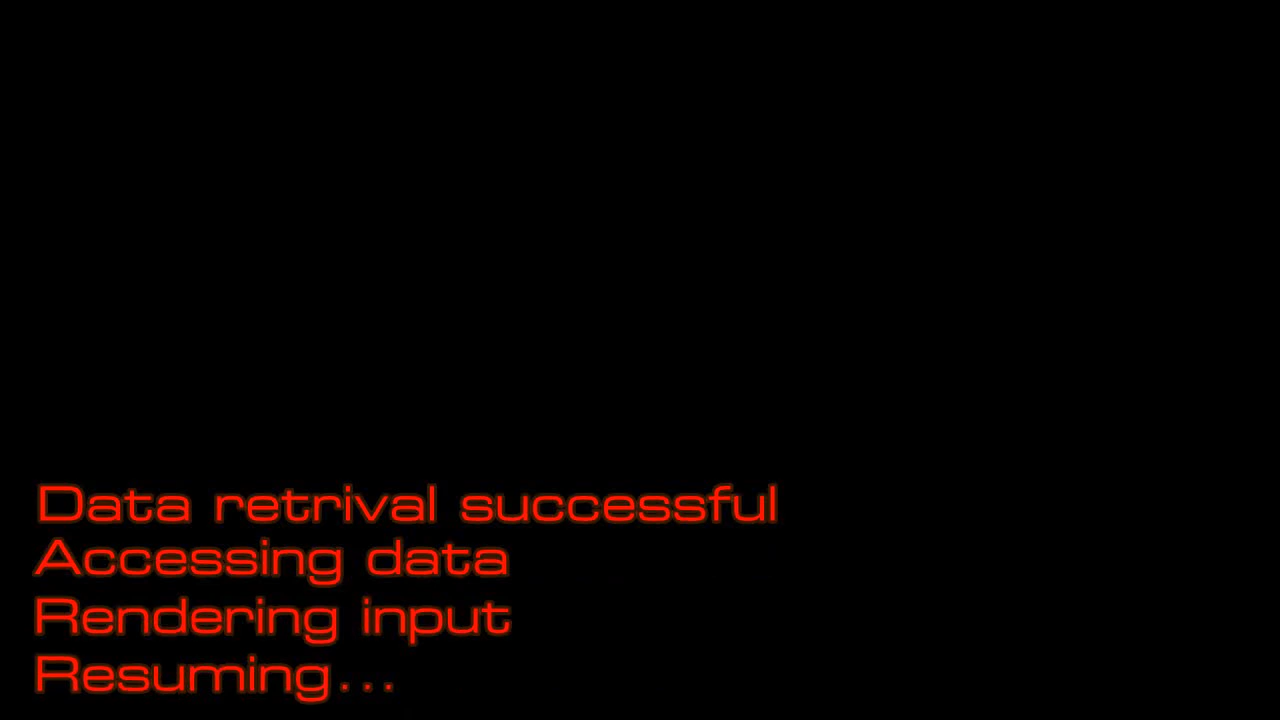 Data retrival successful
Accessing data
Rendering input
Resuming...